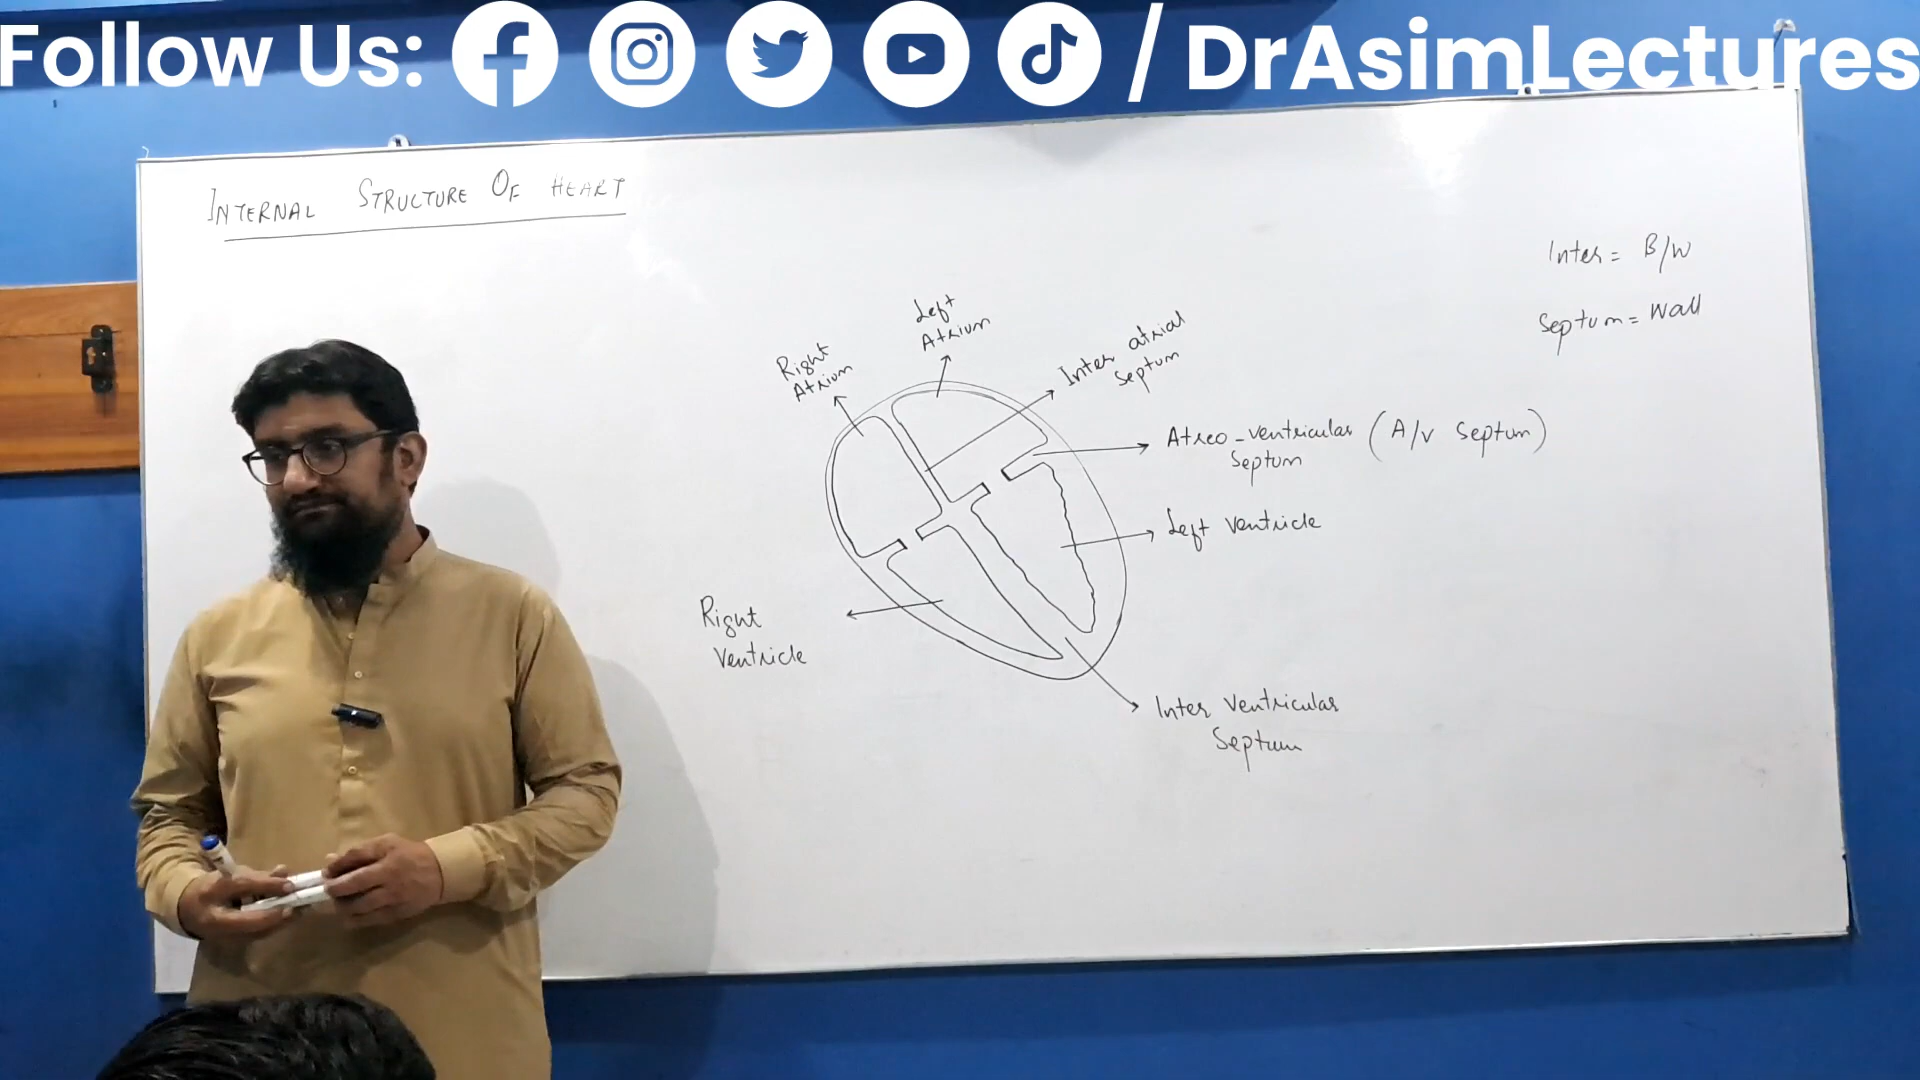 Follow Us: / DrAsimLectures
INTERNAL STRUCTURE OF HEART
Inter = B/W
Septum = Wall
Left
Atrium
Right
Atrium
Inter atrial
Septum
Atreo-ventricular (A/V Septum)
Septum
Left ventricle
Right
Ventricle
Inter Ventricular
Septum